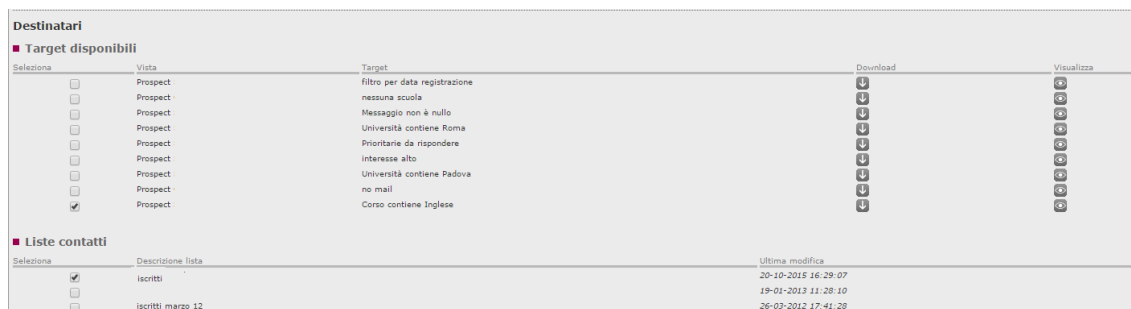 Destinatari
Target disponibili
Seleziona Vista Target Download Visualizza
Prospect filtro per data registrazione
Prospect nessuna scuola
Prospect Messaggio non è nullo
Prospect Università contiene Roma
Prospect Prioritarie da rispondere
Prospect interesse alto
Prospect Università contiene Padova
Prospect no mail
Prospect Corso contiene Inglese
Liste contatti
Seleziona Descrizione lista Ultima modifica
iscritti 20-10-2015 16:29:07
19-01-2013 11:28:10
iscritti marzo 12 26-03-2012 17:41:28